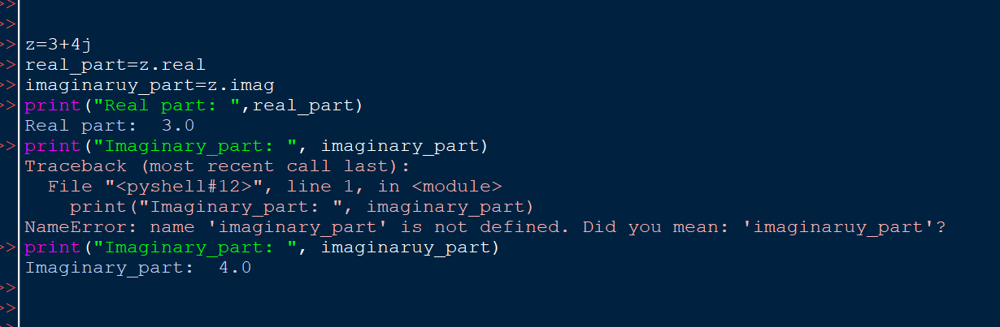 >>
>>
>> z=3+4j
>> real_part=z.real
>> imaginaruy_part=z.imag
>> print("Real part: ",real_part)
Real part:  3.0
>> print("Imaginary_part: ", imaginary_part)
Traceback (most recent call last):
  File "<pyshell#12>", line 1, in <module>
    print("Imaginary_part: ", imaginary_part)
NameError: name 'imaginary_part' is not defined. Did you mean: 'imaginaruy_part'?
>> print("Imaginary_part: ", imaginaruy_part)
Imaginary_part:  4.0
>>
>>
>>